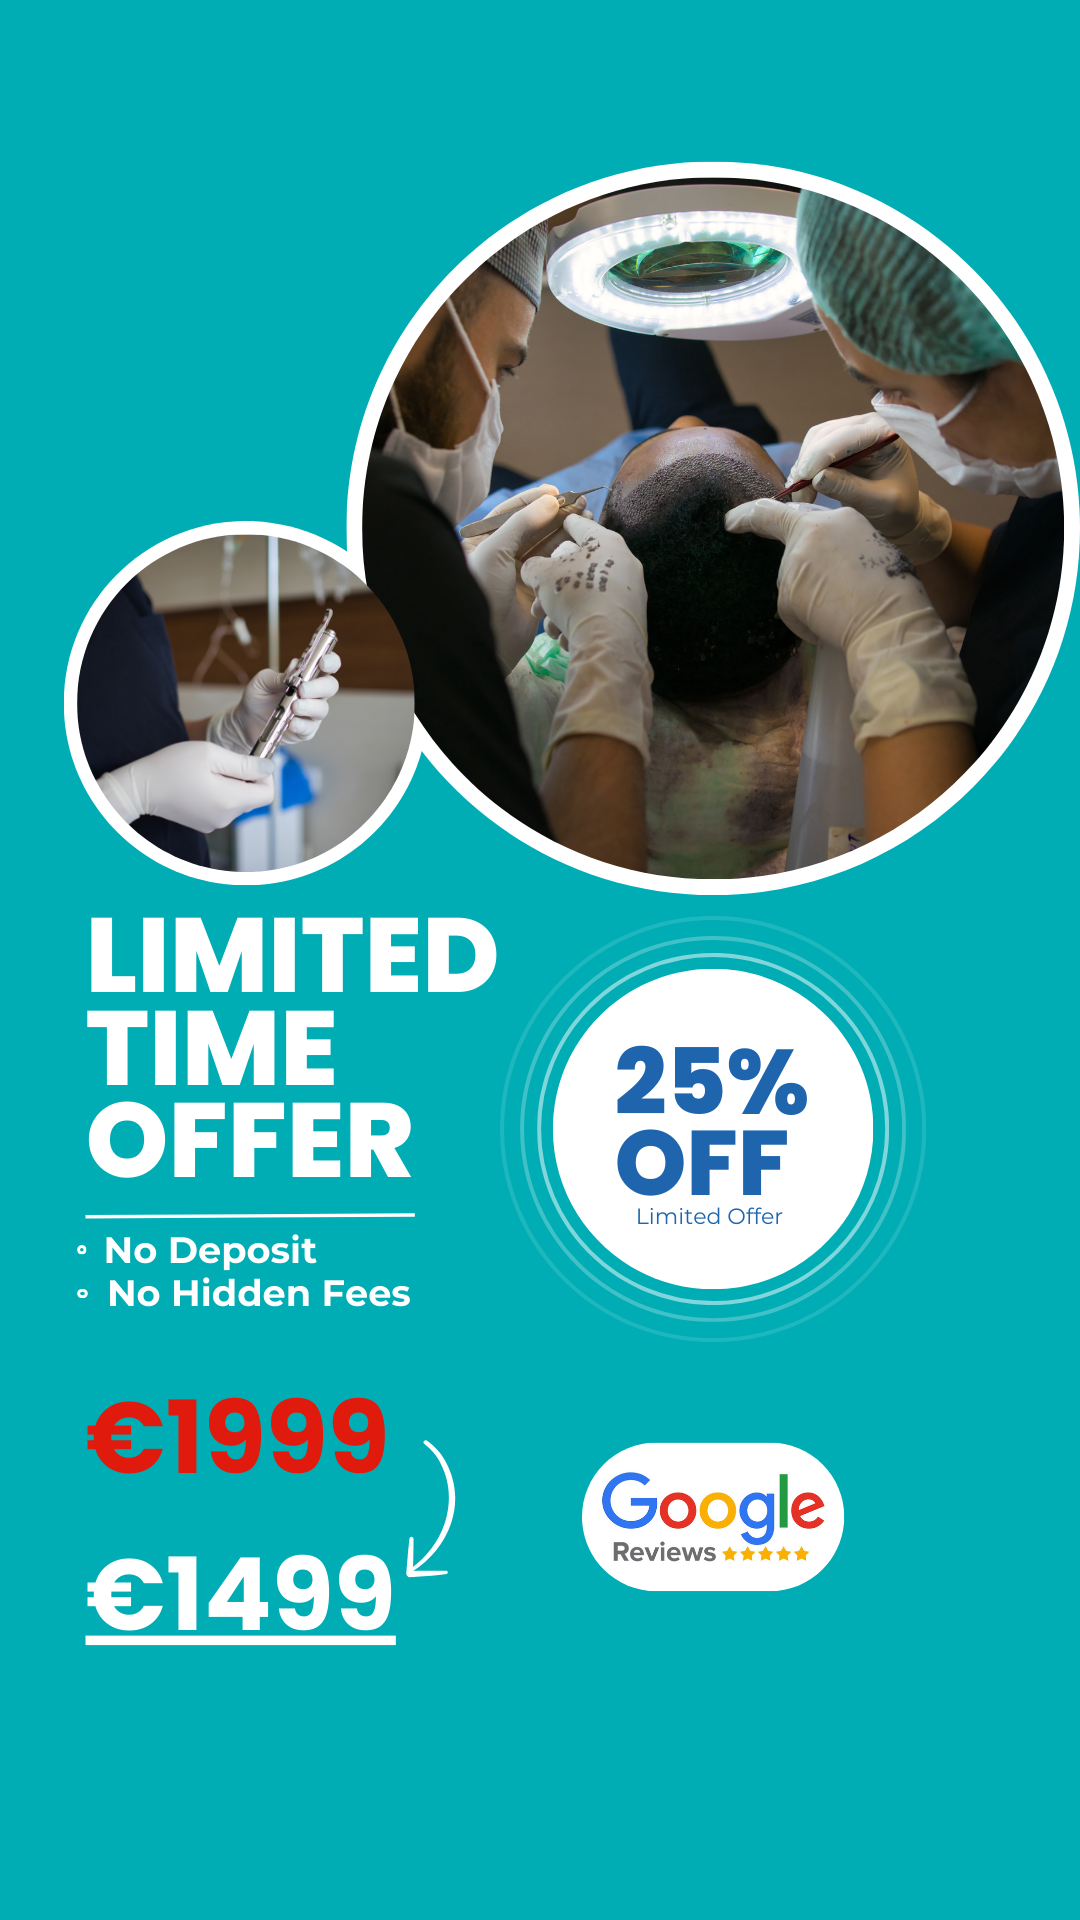 LIMITED
TIME
OFFER
No Deposit
No Hidden Fees
25%
OFF
Limited Offer
€1999
€1499
Google
Reviews